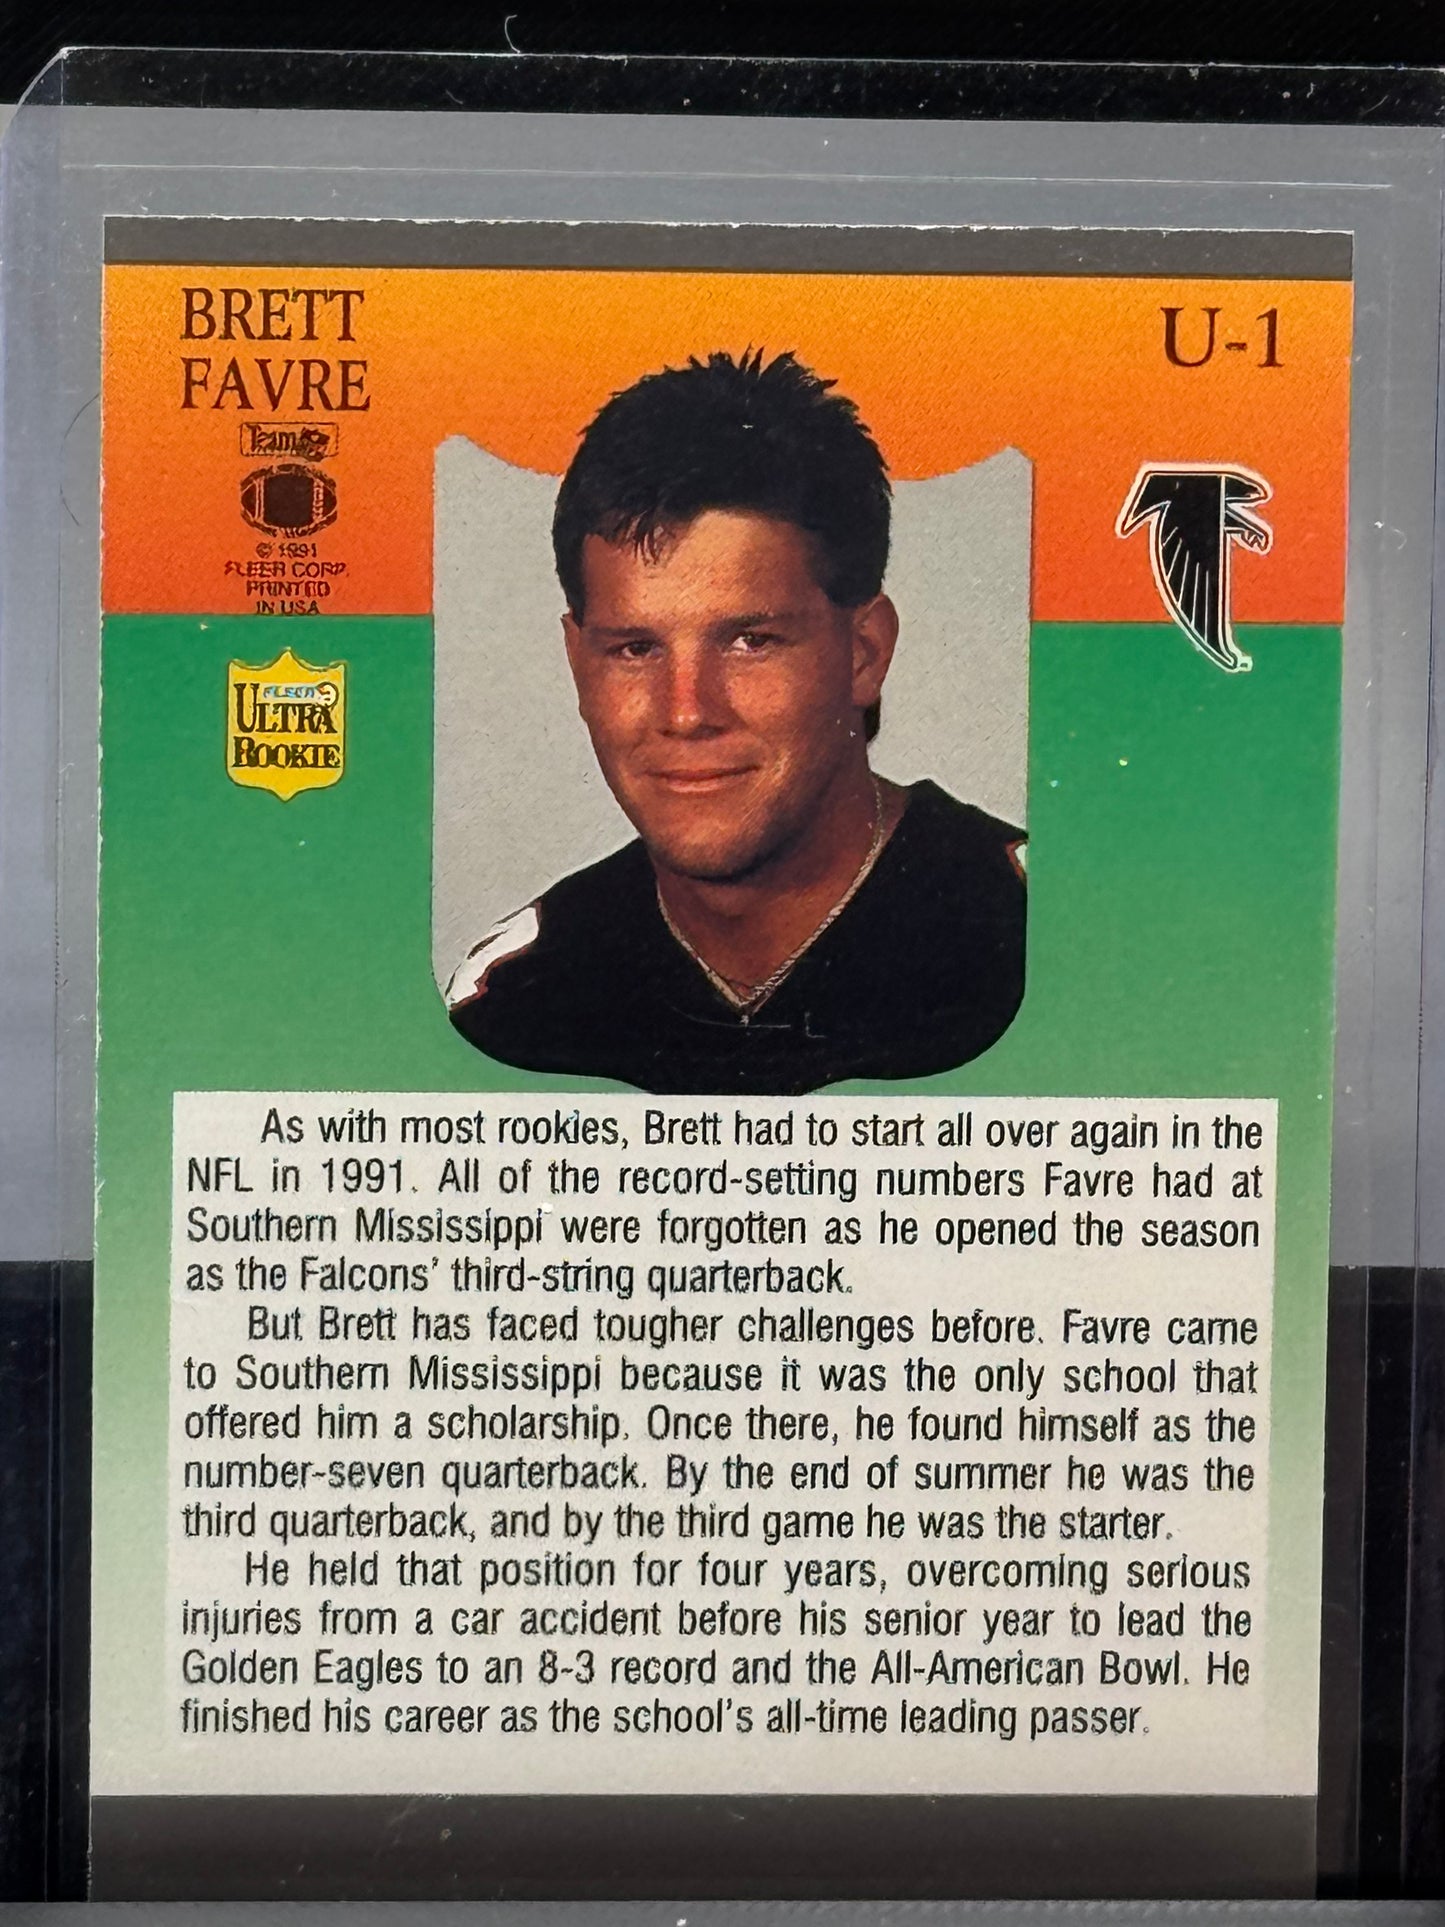 BRETT
FAVRE
U-1
Team
© 1991
FLEER CORP.
PRINTED
IN USA
FLEER
ULTRA
ROOKIE
As with most rookies, Brett had to start all over again in the
NFL in 1991. All of the record-setting numbers Favre had at
Southern Mississippi were forgotten as he opened the season
as the Falcons' third-string quarterback.
But Brett has faced tougher challenges before. Favre came
to Southern Mississippi because it was the only school that
offered him a scholarship. Once there, he found himself as the
number-seven quarterback. By the end of summer he was the
third quarterback, and by the third game he was the starter.
He held that position for four years, overcoming serious
injuries from a car accident before his senior year to lead the
Golden Eagles to an 8-3 record and the All-American Bowl. He
finished his career as the school's all-time leading passer.